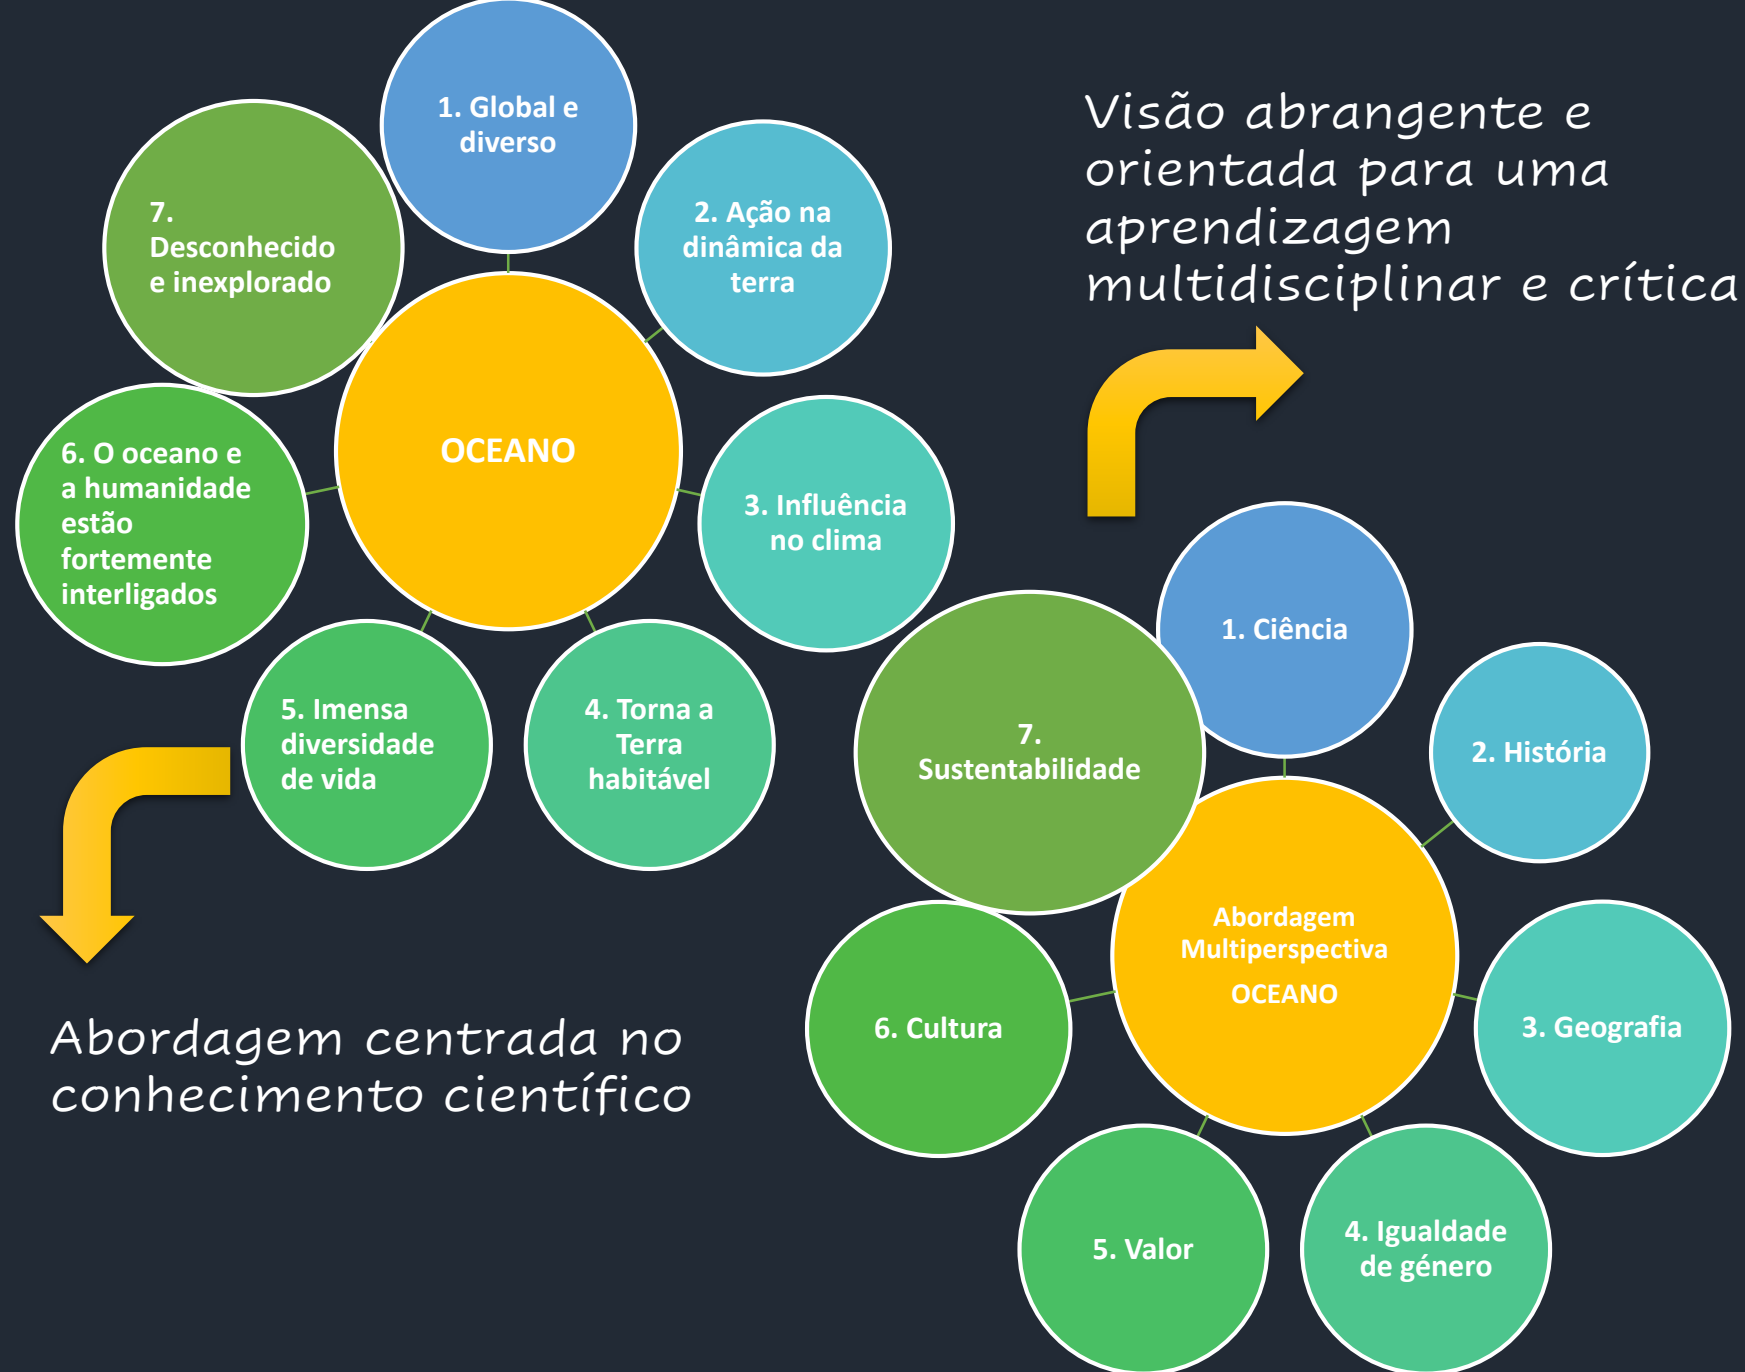 1. Global e
diverso
2. Ação na
dinâmica da
terra
3. Influência
no clima
4. Torna a
Terra
habitável
5. Imensa
diversidade
de vida
6. O oceano e
a humanidade
estão
fortemente
interligados
7.
Desconhecido
e inexplorado
OCEANO
Abordagem centrada no
conhecimento científico
Visão abrangente e
orientada para uma
aprendizagem
multidisciplinar e crítica
1. Ciência
2. História
3. Geografia
4. Igualdade
de género
5. Valor
6. Cultura
7.
Sustentabilidade
Abordagem
Multiperspectiva
OCEANO